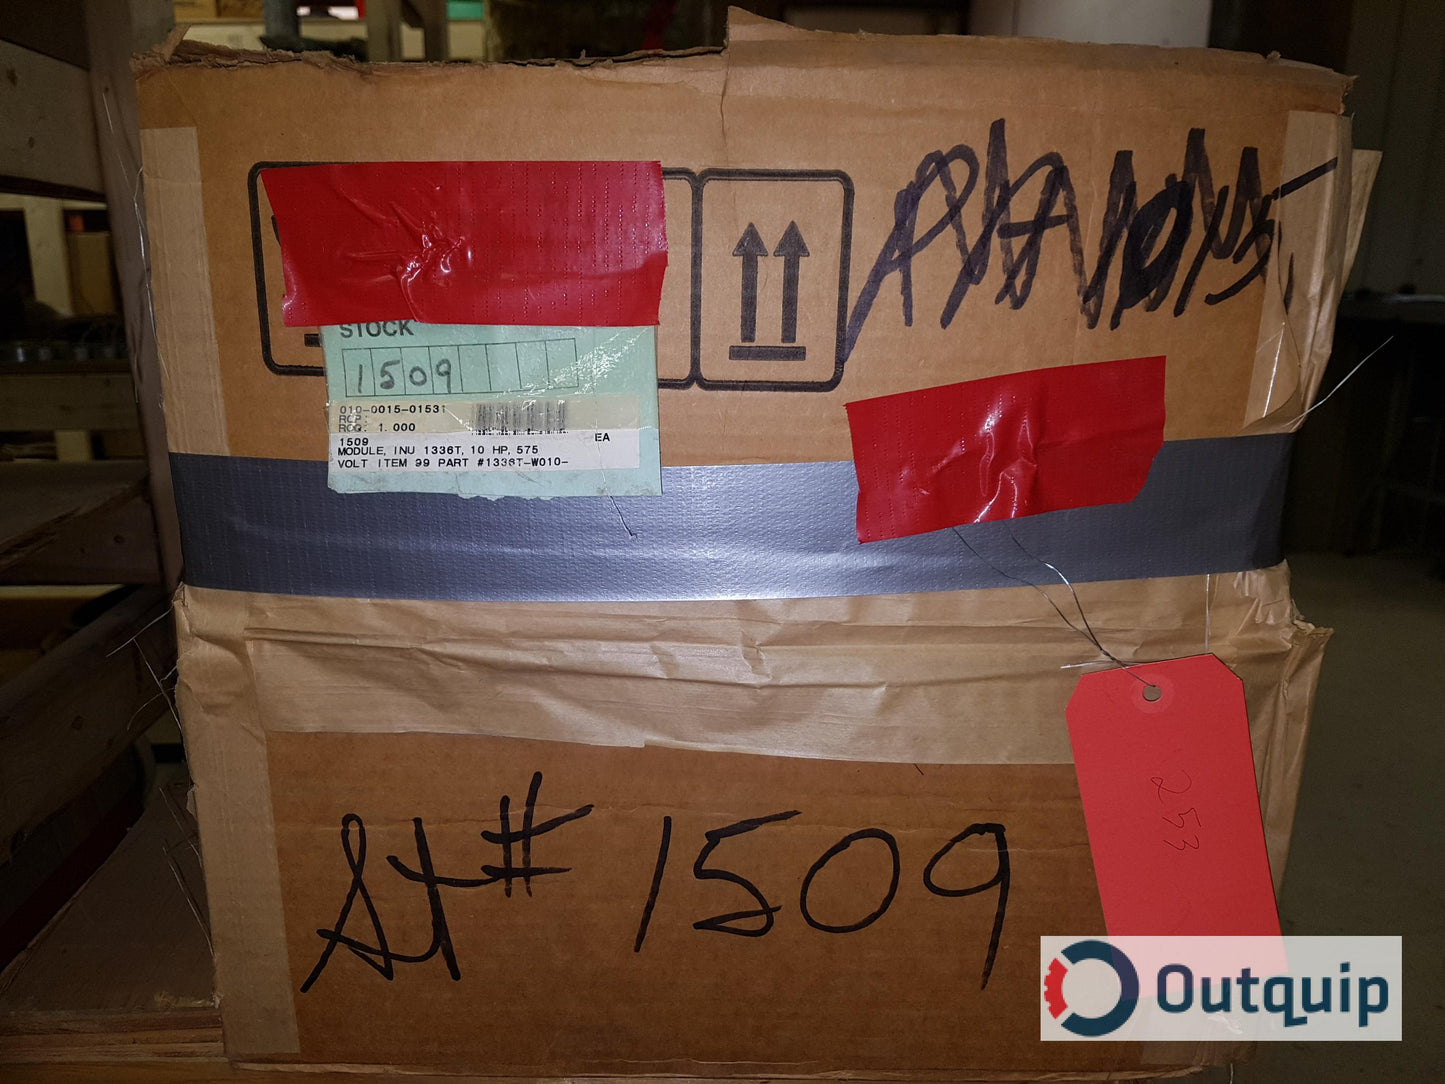 STOCK
1509
010-0015-01531
RCP:
ROQ: 1.000
1509 EA
MODULE, INU 1336T, 10 HP, 575
VOLT ITEM 99 PART #1336T-W010-
253
St# 1509
Outquip